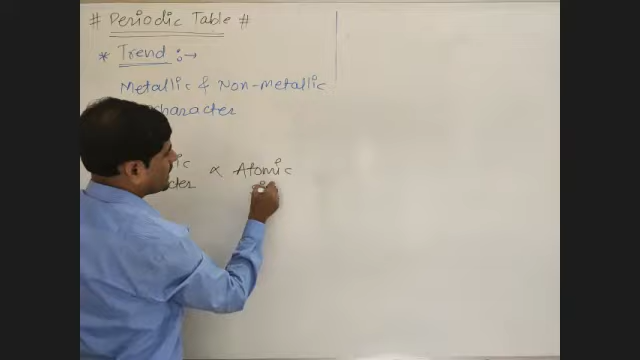 # Periodic Table #
* Trend :→
Metallic & Non-metallic
character
∝ Atomic